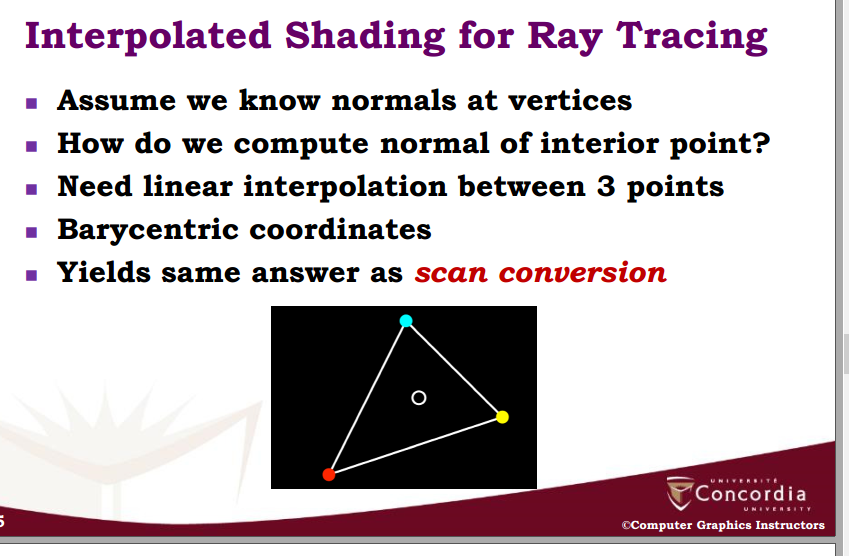 Interpolated Shading for Ray Tracing
Assume we know normals at vertices
How do we compute normal of interior point?
Need linear interpolation between 3 points
Barycentric coordinates
Yields same answer as scan conversion
UNIVERSITÉ
Concordia
UNIVERSITY
©Computer Graphics Instructors